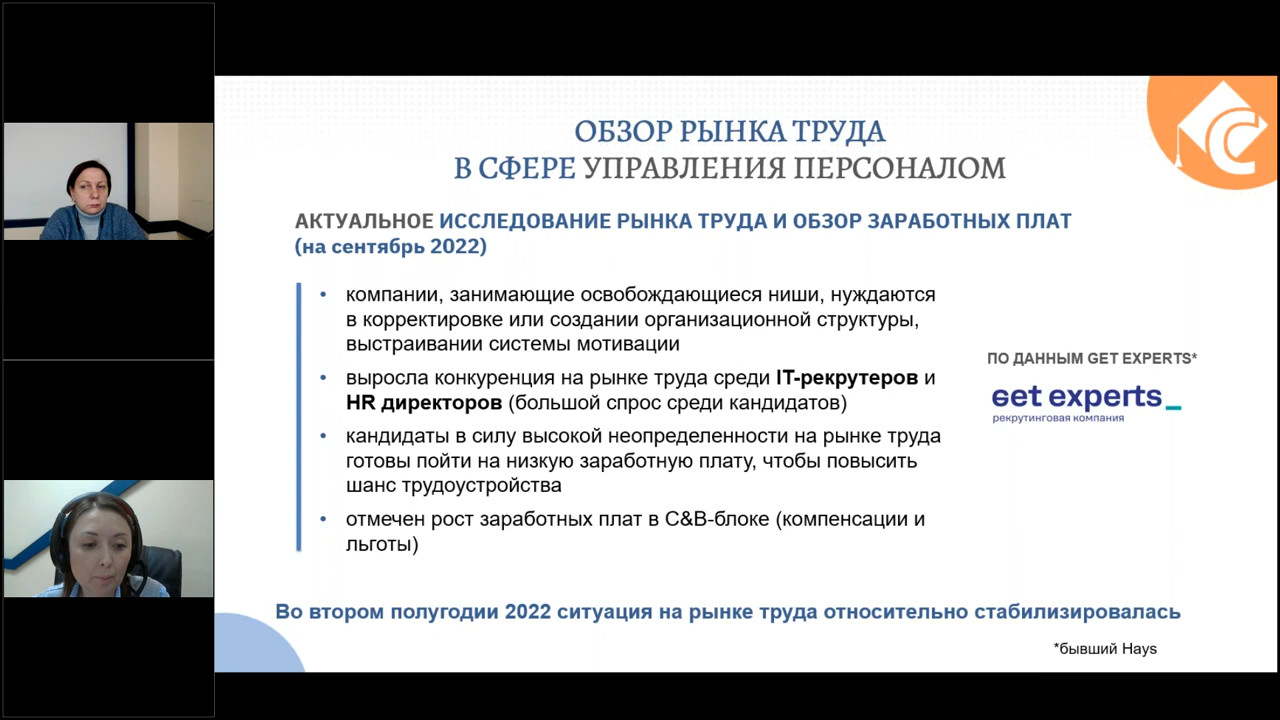 ОБЗОР РЫНКА ТРУДА
В СФЕРЕ УПРАВЛЕНИЯ ПЕРСОНАЛОМ
АКТУАЛЬНОЕ ИССЛЕДОВАНИЕ РЫНКА ТРУДА И ОБЗОР ЗАРАБОТНЫХ ПЛАТ
(на сентябрь 2022)
• компании, занимающие освобождающиеся ниши, нуждаются
в корректировке или создании организационной структуры,
выстраивании системы мотивации
• выросла конкуренция на рынке труда среди IT-рекрутеров и
HR директоров (большой спрос среди кандидатов)
• кандидаты в силу высокой неопределенности на рынке труда
готовы пойти на низкую заработную плату, чтобы повысить
шанс трудоустройства
• отмечен рост заработных плат в C&B-блоке (компенсации и
льготы)
ПО ДАННЫМ GET EXPERTS*
Get experts_
рекрутинговая компания
Во втором полугодии 2022 ситуация на рынке труда относительно стабилизировалась
*бывший Hays